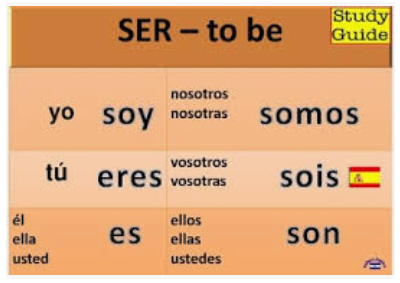 SER – to be
Study
Guide
yo soy
nosotros
nosotras
somos
tú eres
vosotros
vosotras
sois
él
ella
usted
es
ellos
ellas
ustedes
son